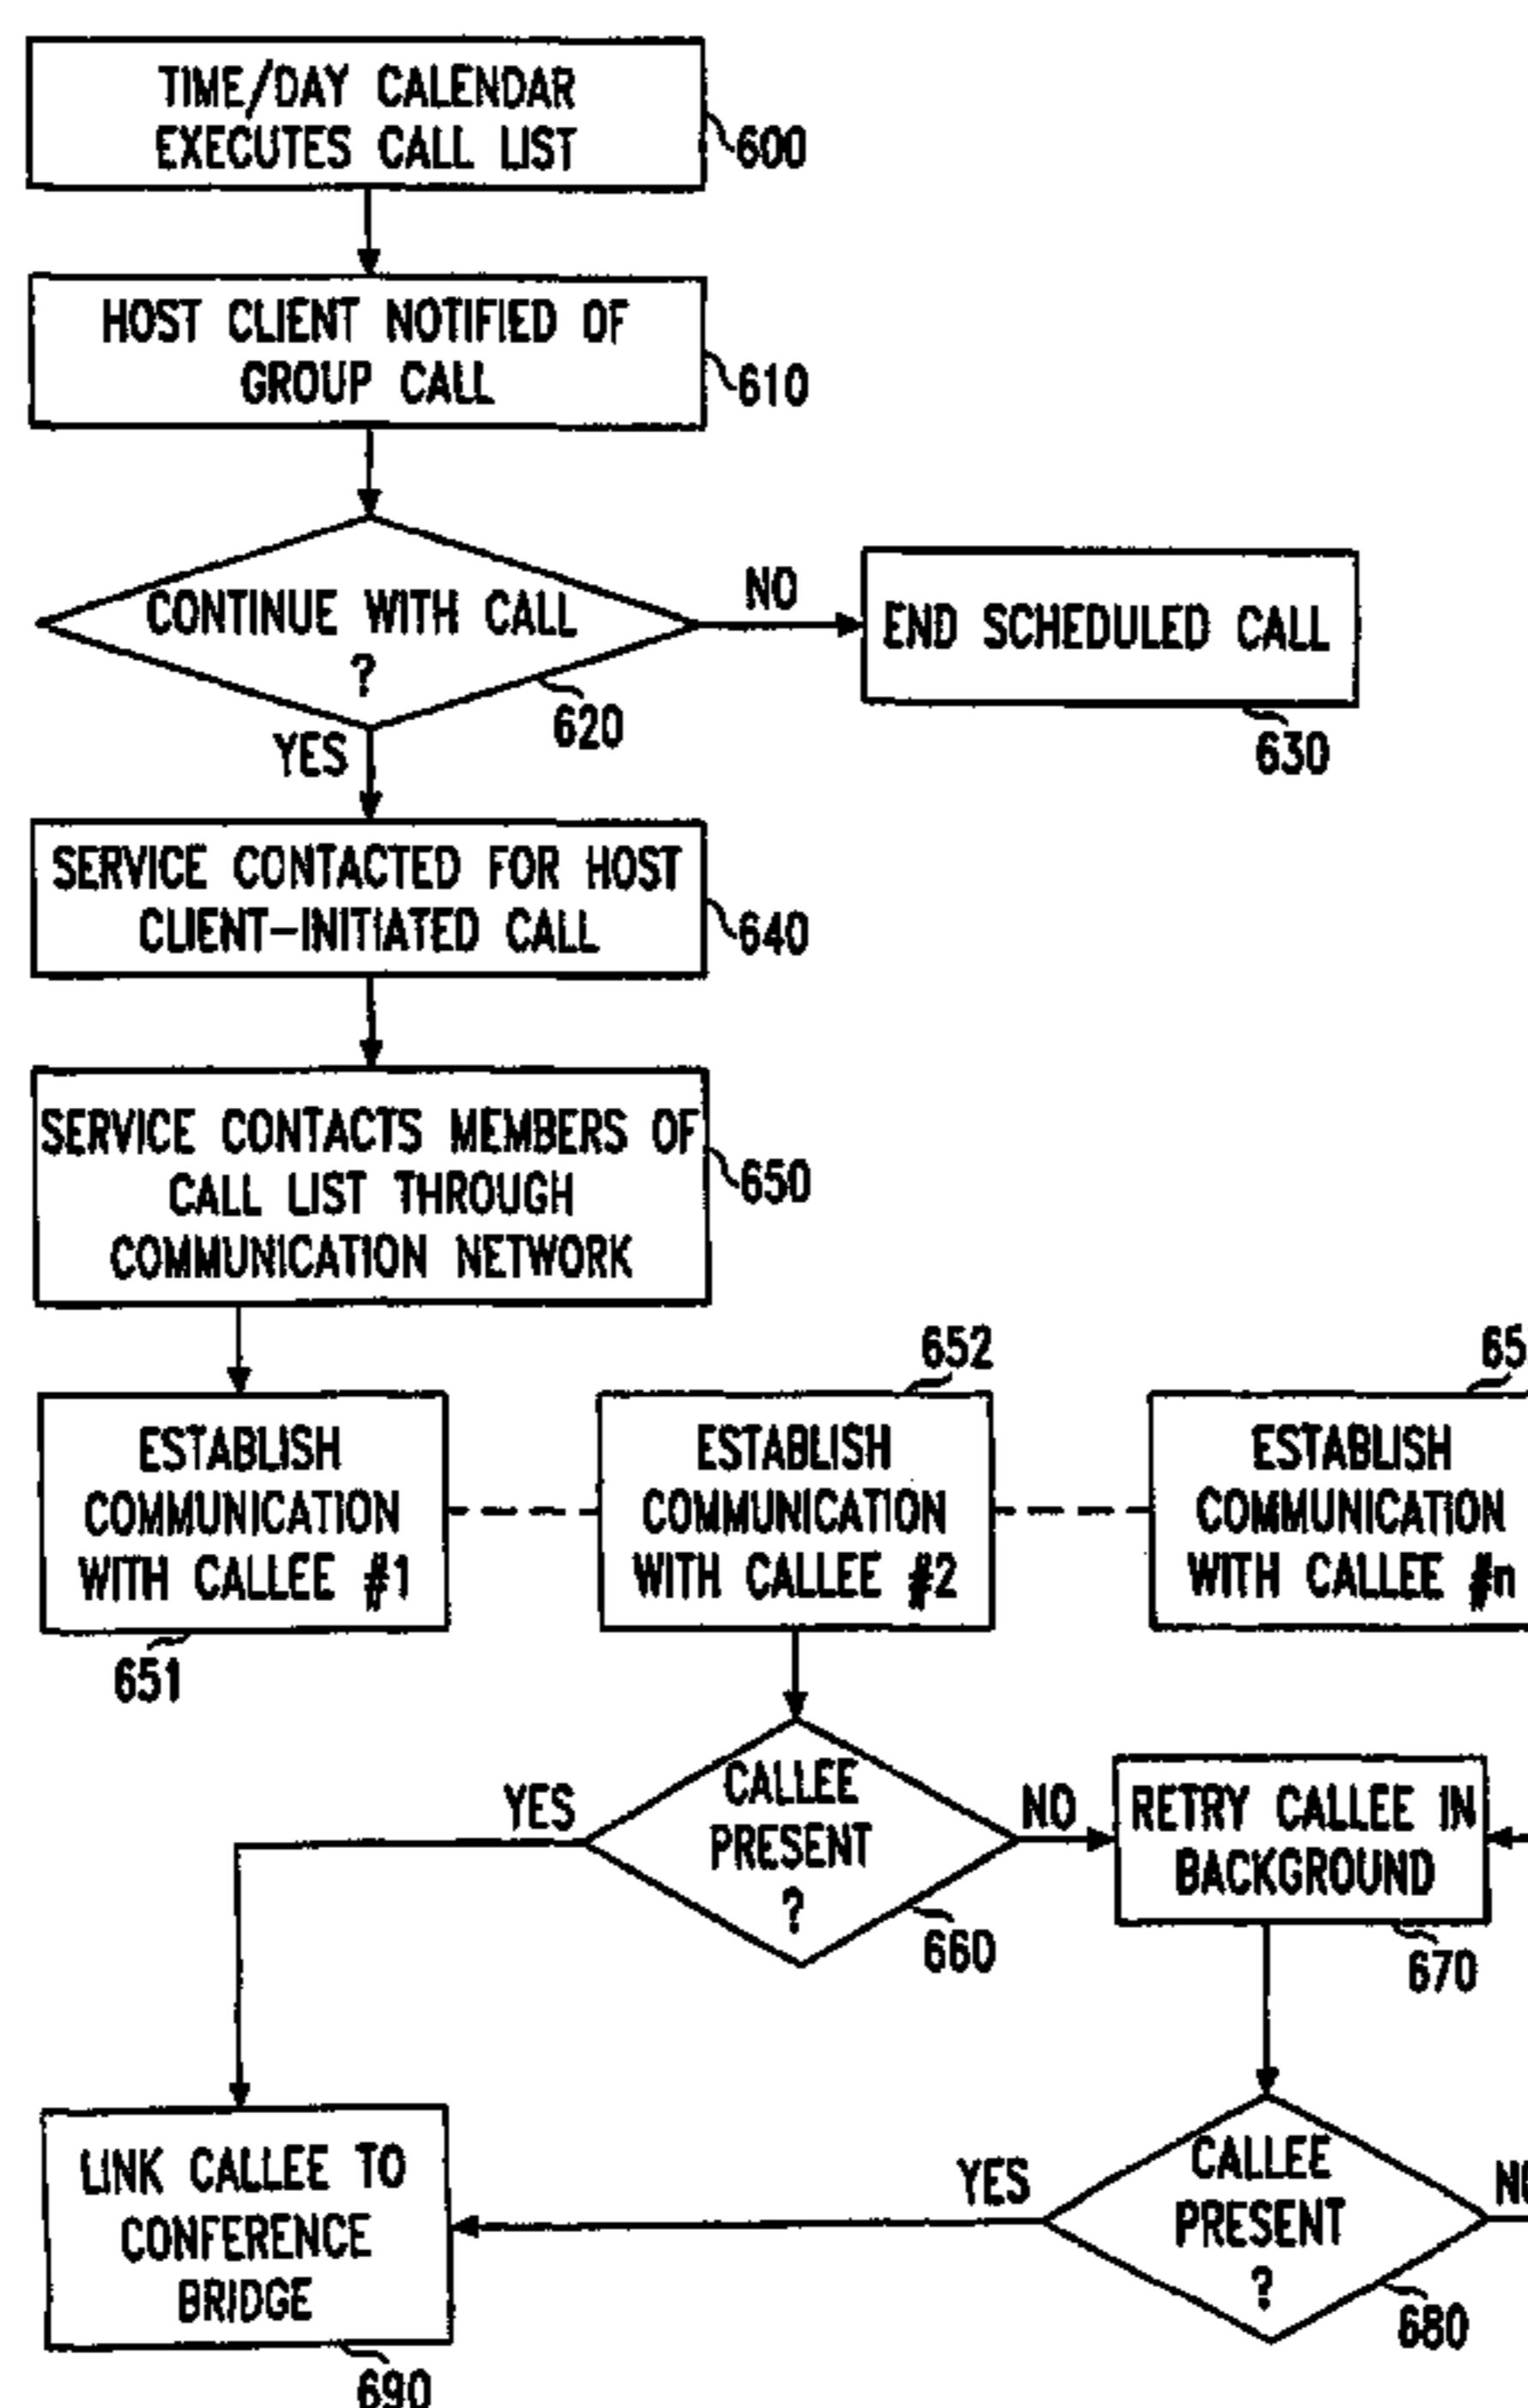 TIME/DAY CALENDAR
EXECUTES CALL LIST
600
HOST CLIENT NOTIFIED OF
GROUP CALL
610
CONTINUE WITH CALL
?
620
NO
END SCHEDULED CALL
630
YES
SERVICE CONTACTED FOR HOST
CLIENT-INITIATED CALL
640
SERVICE CONTACTS MEMBERS OF
CALL LIST THROUGH
COMMUNICATION NETWORK
650
ESTABLISH
COMMUNICATION
WITH CALLEE #1
651
652
ESTABLISH
COMMUNICATION
WITH CALLEE #2
ESTABLISH
COMMUNICATION
WITH CALLEE #n
YES
CALLEE
PRESENT
?
660
NO
RETRY CALLEE IN
BACKGROUND
670
LINK CALLEE TO
CONFERENCE
BRIDGE
690
YES
CALLEE
PRESENT
?
680